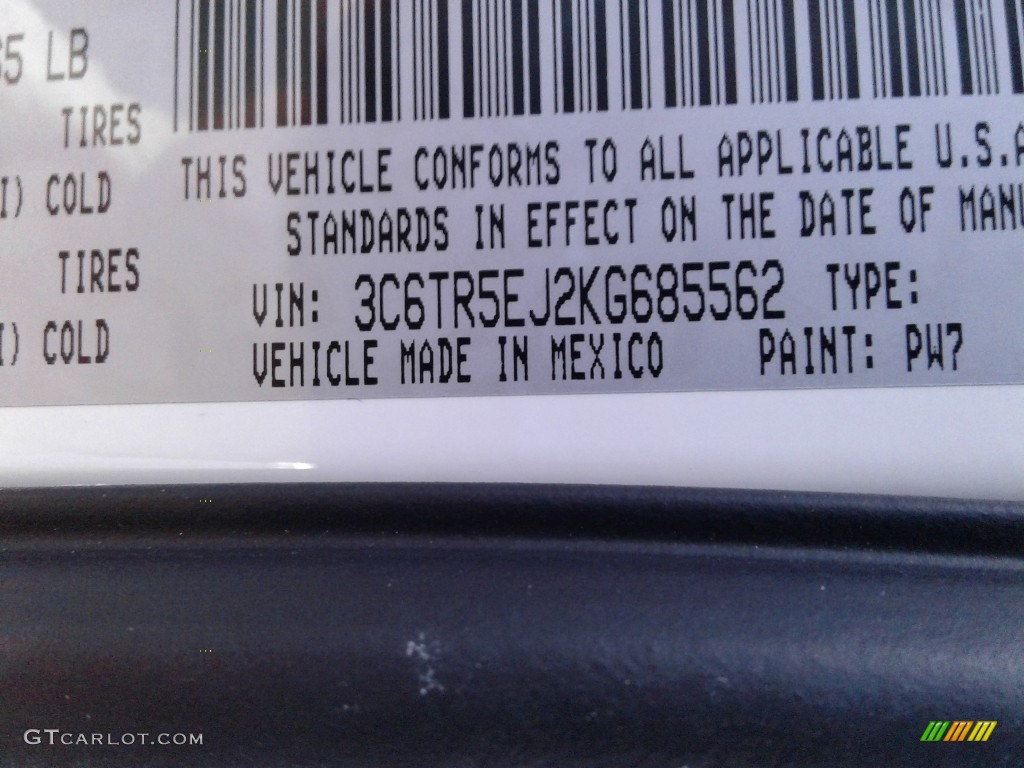 65 LB
TIRES
I) COLD
TIRES
I) COLD
THIS VEHICLE CONFORMS TO ALL APPLICABLE U.S.A
STANDARDS IN EFFECT ON THE DATE OF MANU
VIN: 3C6TR5EJ2KG685562 TYPE:
VEHICLE MADE IN MEXICO PAINT: PW7
GTCARLOT.COM